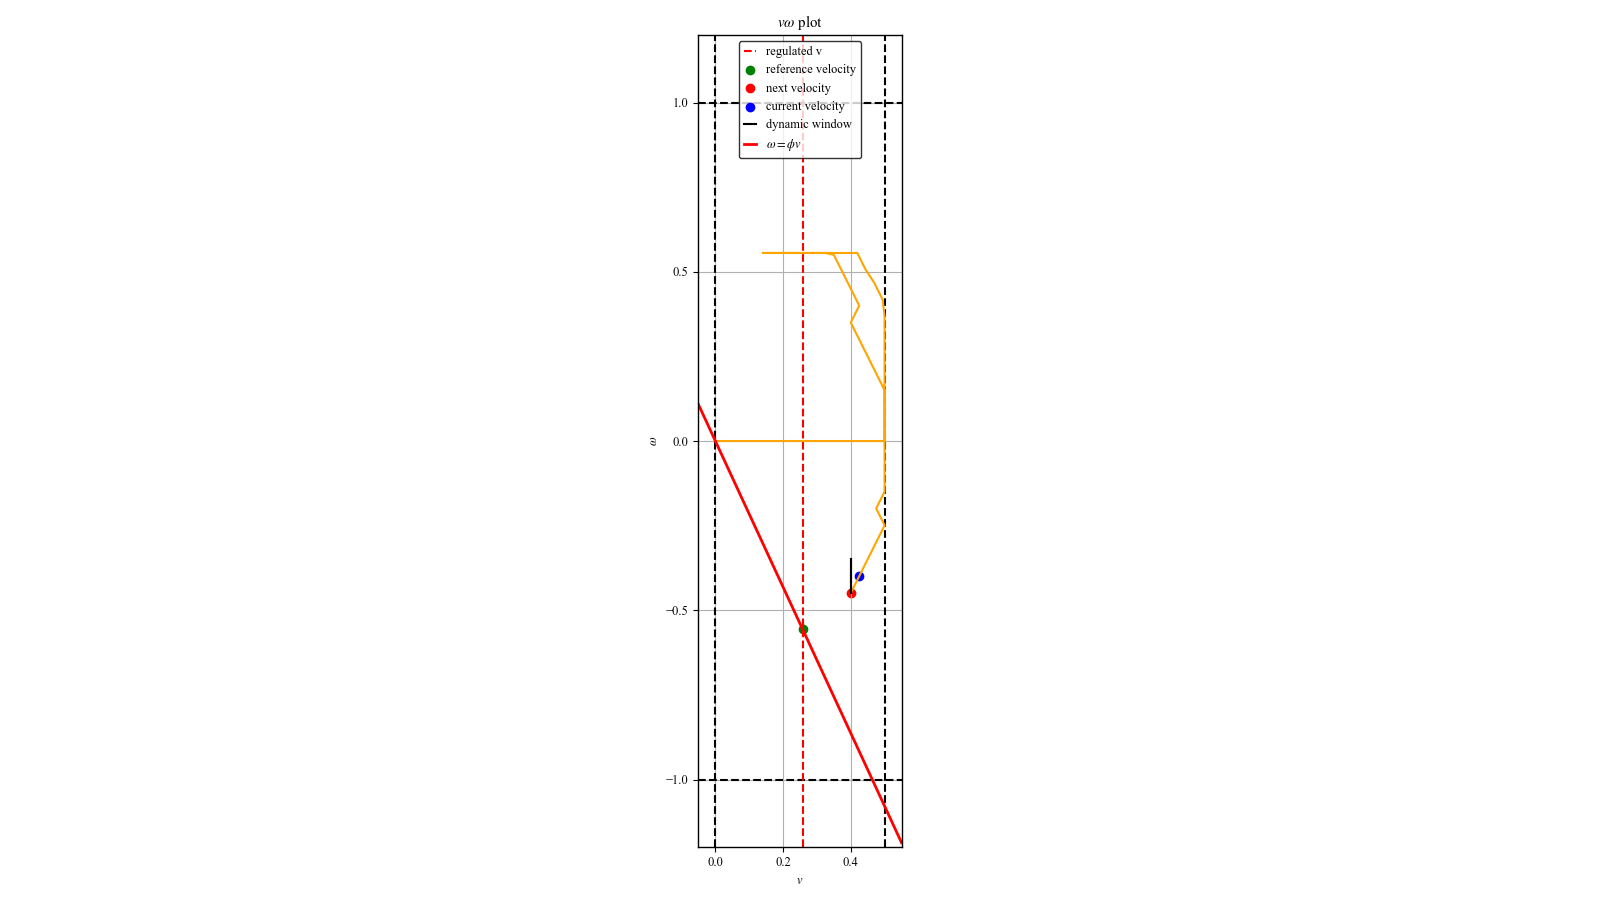 vω plot
regulated v
reference velocity
next velocity
current velocity
dynamic window
ω = ϕv
1.0
0.5
0.0
−0.5
−1.0
ω
0.0 0.2 0.4
v